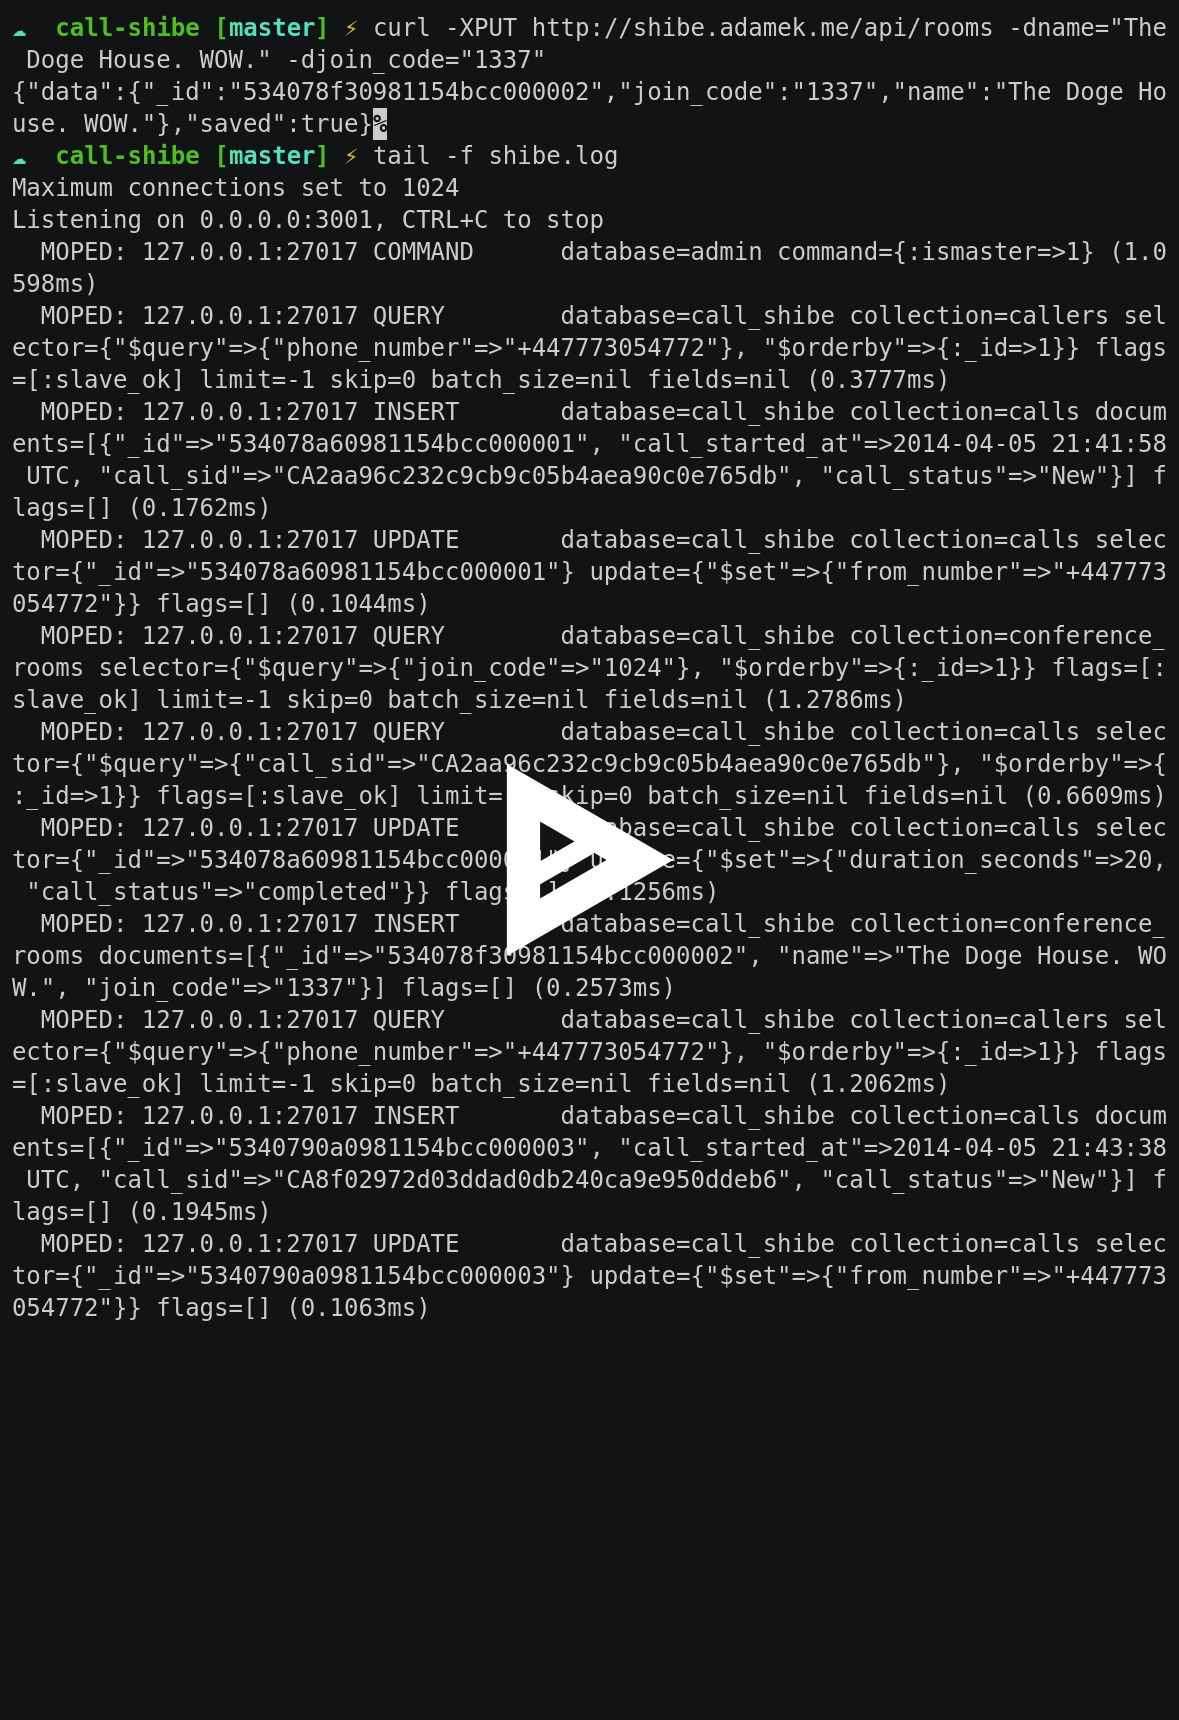 ☁  call-shibe [master] ⚡ curl -XPUT http://shibe.adamek.me/api/rooms -dname="The
 Doge House. WOW." -djoin_code="1337"
{"data":{"_id":"534078f30981154bcc000002","join_code":"1337","name":"The Doge Ho
use. WOW."},"saved":true}%
☁  call-shibe [master] ⚡ tail -f shibe.log
Maximum connections set to 1024
Listening on 0.0.0.0:3001, CTRL+C to stop
  MOPED: 127.0.0.1:27017 COMMAND      database=admin command={:ismaster=>1} (1.0
598ms)
  MOPED: 127.0.0.1:27017 QUERY        database=call_shibe collection=callers sel
ector={"$query"=>{"phone_number"=>"+447773054772"}, "$orderby"=>{:_id=>1}} flags
=[:slave_ok] limit=-1 skip=0 batch_size=nil fields=nil (0.3777ms)
  MOPED: 127.0.0.1:27017 INSERT       database=call_shibe collection=calls docum
ents=[{"_id"=>"534078a60981154bcc000001", "call_started_at"=>2014-04-05 21:41:58
 UTC, "call_sid"=>"CA2aa96c232c9cb9c05b4aea90c0e765db", "call_status"=>"New"}] f
lags=[] (0.1762ms)
  MOPED: 127.0.0.1:27017 UPDATE       database=call_shibe collection=calls selec
tor={"_id"=>"534078a60981154bcc000001"} update={"$set"=>{"from_number"=>"+447773
054772"}} flags=[] (0.1044ms)
  MOPED: 127.0.0.1:27017 QUERY        database=call_shibe collection=conference_
rooms selector={"$query"=>{"join_code"=>"1024"}, "$orderby"=>{:_id=>1}} flags=[:
slave_ok] limit=-1 skip=0 batch_size=nil fields=nil (1.2786ms)
  MOPED: 127.0.0.1:27017 QUERY        database=call_shibe collection=calls selec
tor={"$query"=>{"call_sid"=>"CA2aa96c232c9cb9c05b4aea90c0e765db"}, "$orderby"=>{
:_id=>1}} flags=[:slave_ok] limit= skip=0 batch_size=nil fields=nil (0.6609ms)
  MOPED: 127.0.0.1:27017 UPDATE       database=call_shibe collection=calls selec
tor={"_id"=>"534078a60981154bcc0000 ={"$set"=>{"duration_seconds"=>20,
 "call_status"=>"completed"}} flags 1256ms)
  MOPED: 127.0.0.1:27017 INSERT       database=call_shibe collection=conference_
rooms documents=[{"_id"=>"534078f30981154bcc000002", "name"=>"The Doge House. WO
W.", "join_code"=>"1337"}] flags=[] (0.2573ms)
  MOPED: 127.0.0.1:27017 QUERY        database=call_shibe collection=callers sel
ector={"$query"=>{"phone_number"=>"+447773054772"}, "$orderby"=>{:_id=>1}} flags
=[:slave_ok] limit=-1 skip=0 batch_size=nil fields=nil (1.2062ms)
  MOPED: 127.0.0.1:27017 INSERT       database=call_shibe collection=calls docum
ents=[{"_id"=>"5340790a0981154bcc000003", "call_started_at"=>2014-04-05 21:43:38
 UTC, "call_sid"=>"CA8f02972d03ddad0db240ca9e950ddeb6", "call_status"=>"New"}] f
lags=[] (0.1945ms)
  MOPED: 127.0.0.1:27017 UPDATE       database=call_shibe collection=calls selec
tor={"_id"=>"5340790a0981154bcc000003"} update={"$set"=>{"from_number"=>"+447773
054772"}} flags=[] (0.1063ms)